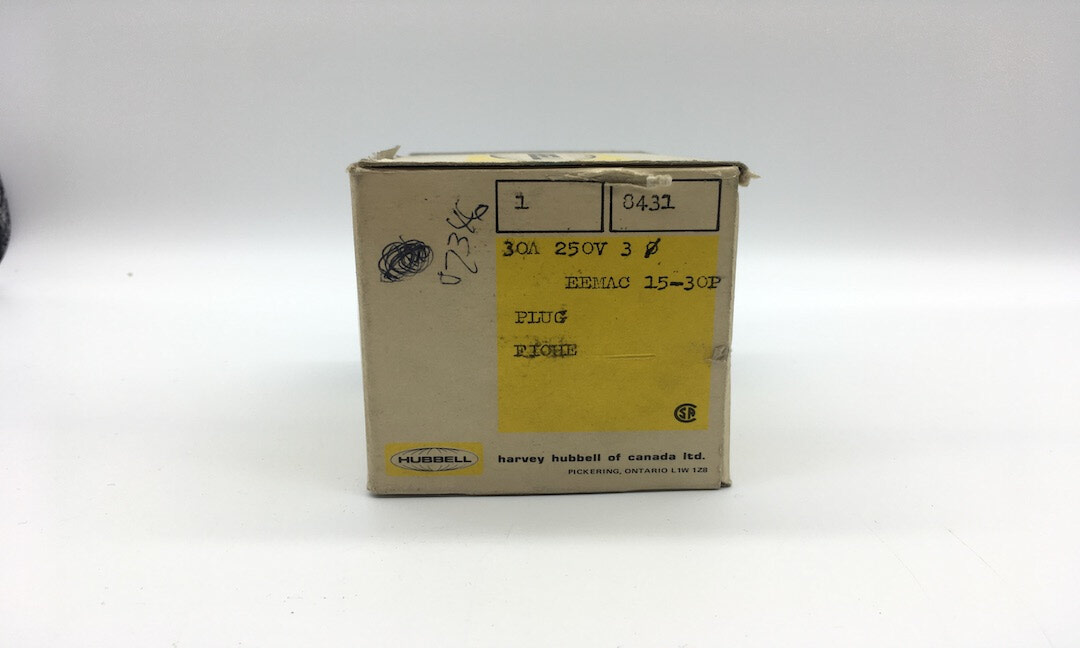 1 8431
07346
30A 250V 3 Ø
EEMAC 15-30P
PLUG
FICHE
HUBBELL
harvey hubbell of canada ltd.
PICKERING, ONTARIO L1W 1Z8